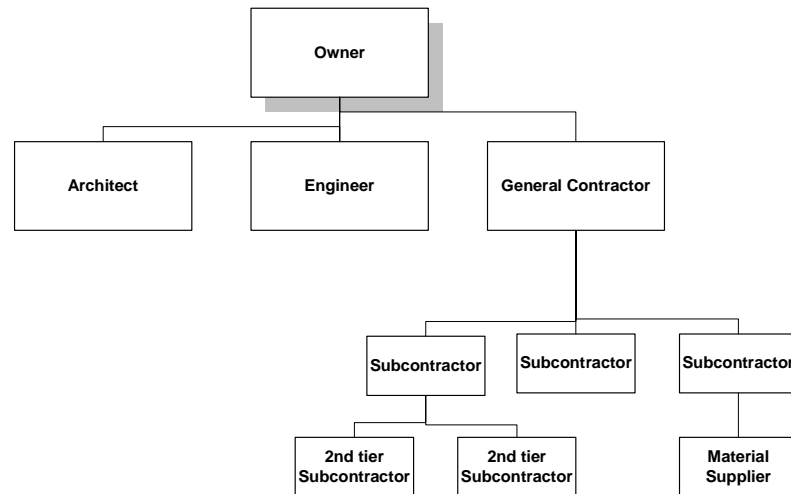 Owner
Architect
Engineer
General Contractor
Subcontractor
Subcontractor
Subcontractor
2nd tier
Subcontractor
2nd tier
Subcontractor
Material
Supplier